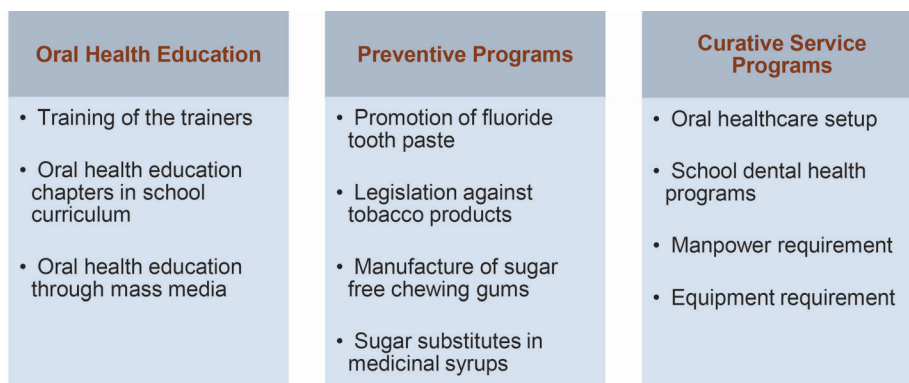 Oral Health Education
• Training of the trainers
• Oral health education
chapters in school
curriculum
• Oral health education
through mass media
Preventive Programs
• Promotion of fluoride
tooth paste
• Legislation against
tobacco products
• Manufacture of sugar
free chewing gums
• Sugar substitutes in
medicinal syrups
Curative Service
Programs
• Oral healthcare setup
• School dental health
programs
• Manpower requirement
• Equipment requirement